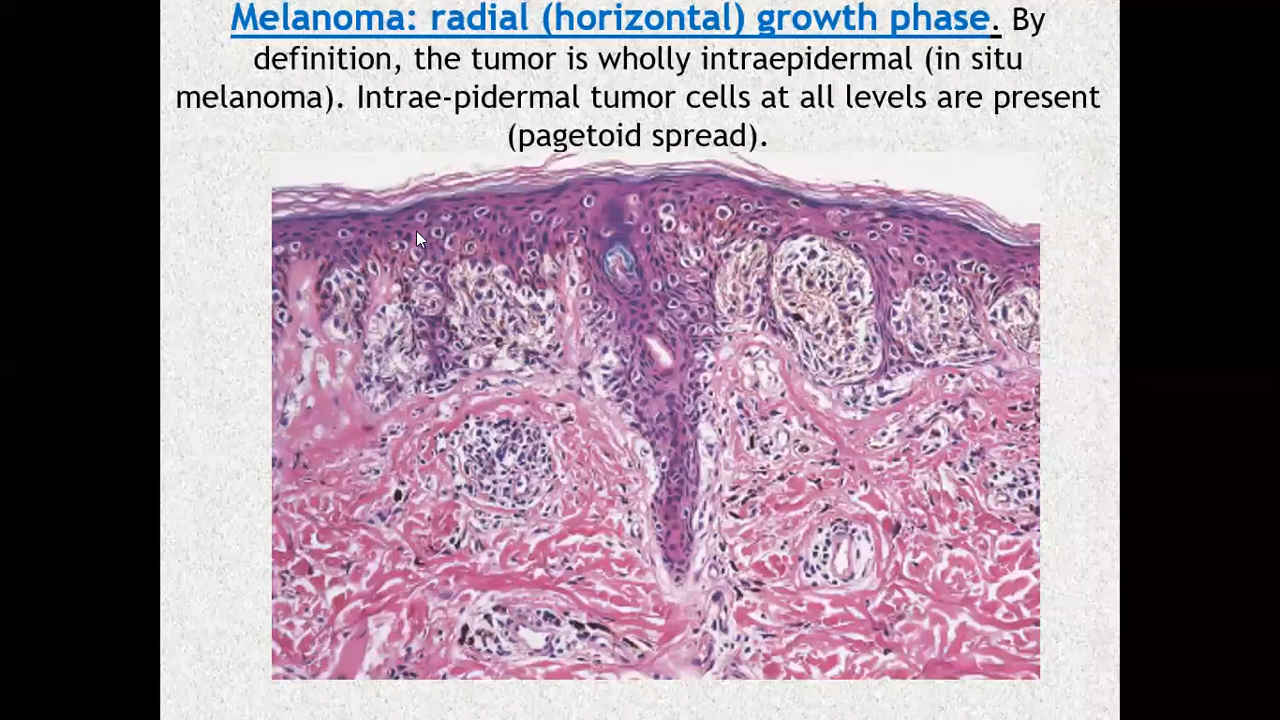 Melanoma: radial (horizontal) growth phase. By
definition, the tumor is wholly intraepidermal (in situ
melanoma). Intrae-pidermal tumor cells at all levels are present
(pagetoid spread).